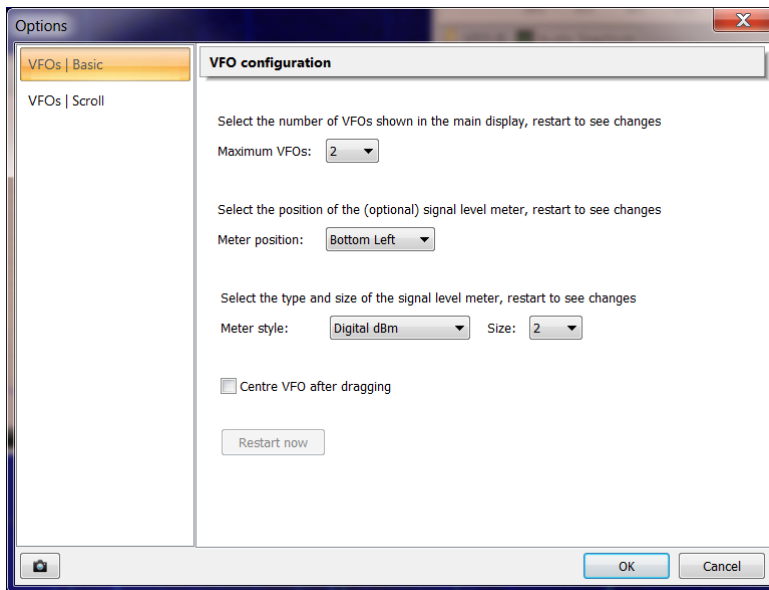 Options
VFOs | Basic
VFOs | Scroll
VFO configuration
Select the number of VFOs shown in the main display, restart to see changes
Maximum VFOs: 2
Select the position of the (optional) signal level meter, restart to see changes
Meter position: Bottom Left
Select the type and size of the signal level meter, restart to see changes
Meter style: Digital dBm Size: 2
Centre VFO after dragging
Restart now
OK Cancel